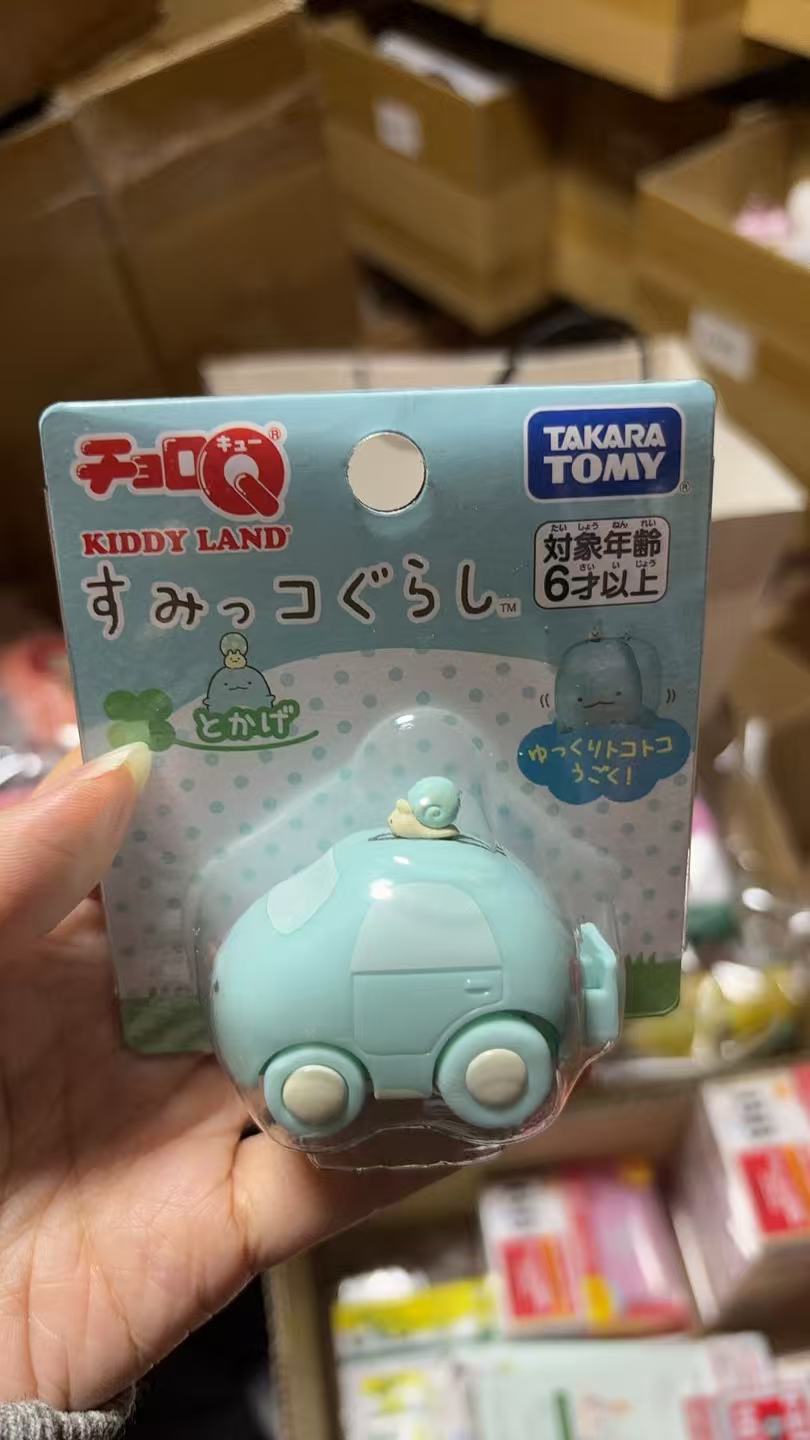 チョロQ®
キュー
TAKARA
TOMY®
KIDDY LAND®
たいしょうねんれい
対象年齢
さいいじょう
6才以上
すみっコぐらし™
とかげ
ゆっくりトコトコ
うごく!